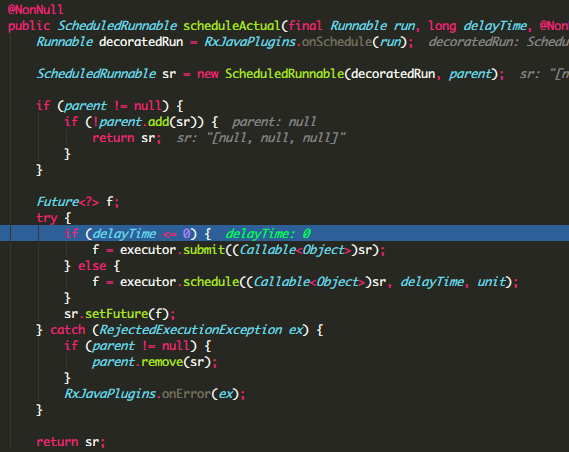 @NonNull
public ScheduledRunnable scheduleActual(final Runnable run, long delayTime, @Non
Runnable decoratedRun = RxJavaPlugins.onSchedule(run); decoratedRun: Schedu
ScheduledRunnable sr = new ScheduledRunnable(decoratedRun, parent); sr: "[n
if (parent != null) {
if (!parent.add(sr)) { parent: null
return sr; sr: "[null, null, null]"
}
}
Future<?> f;
try {
if (delayTime <= 0) { delayTime: 0
f = executor.submit((Callable<Object>)sr);
} else {
f = executor.schedule((Callable<Object>)sr, delayTime, unit);
}
sr.setFuture(f);
} catch (RejectedExecutionException ex) {
if (parent != null) {
parent.remove(sr);
}
RxJavaPlugins.onError(ex);
}
return sr;